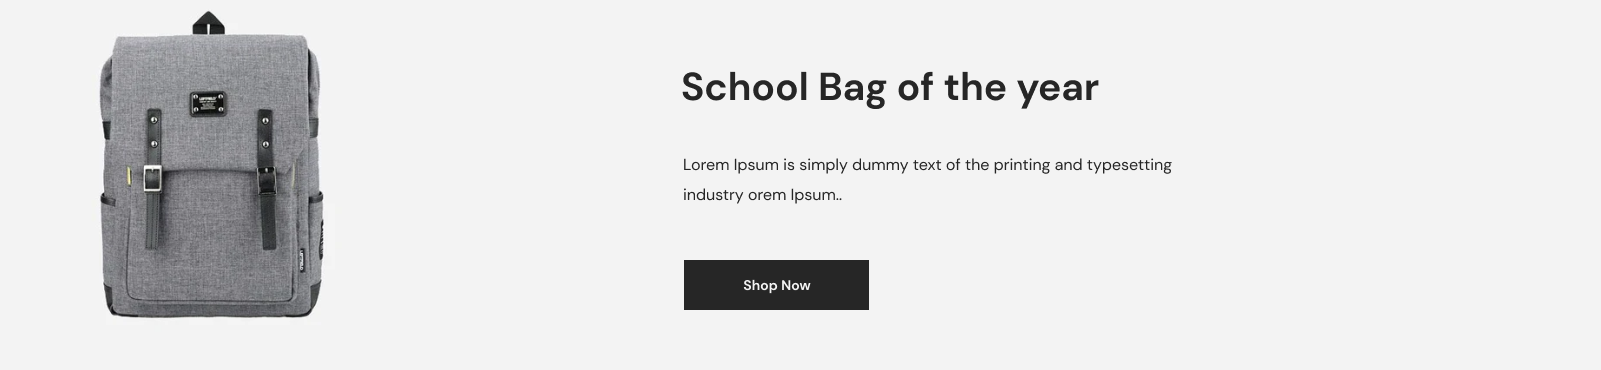 School Bag of the year
Lorem Ipsum is simply dummy text of the printing and typesetting
industry orem Ipsum..
Shop Now